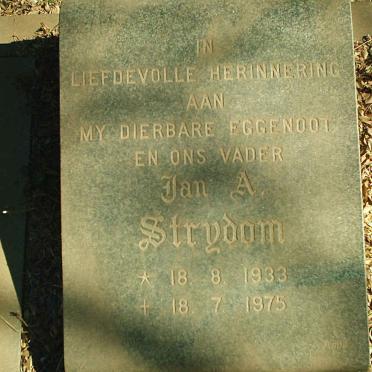 IN
LIEFDEVOLLE HERINNERING
AAN
MY DIERBARE EGGENOOT
EN ONS VADER
Jan A.
Strydom
* 18. 8. 1933
+ 18. 7. 1975